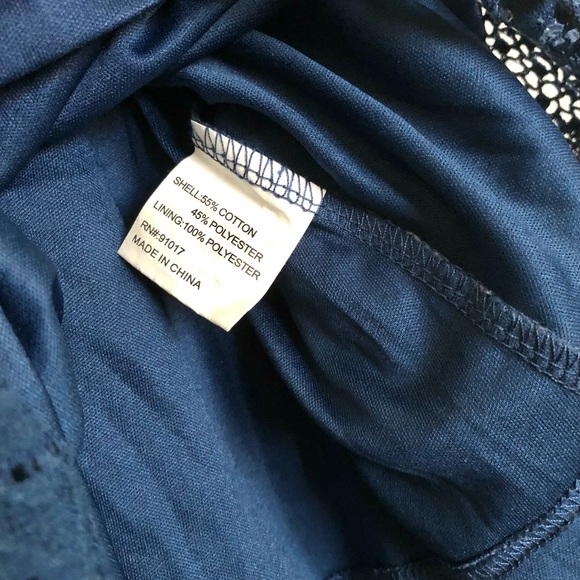 SHELL:55% COTTON
45% POLYESTER
LINING:100% POLYESTER
RN#:91017
MADE IN CHINA